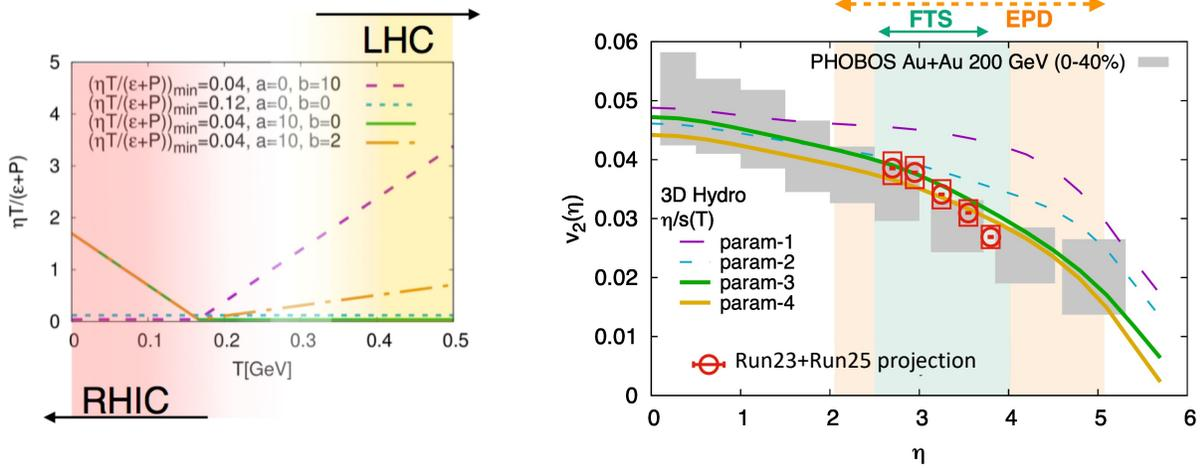 LHC
5
4
3
2
1
0
ηT/(ε+P)
(ηT/(ε+P))min=0.04, a=0, b=10
(ηT/(ε+P))min=0.12, a=0, b=0
(ηT/(ε+P))min=0.04, a=10, b=0
(ηT/(ε+P))min=0.04, a=10, b=2
0 0.1 0.2 0.3 0.4 0.5
T[GeV]
RHIC
FTS EPD
0.06
0.05
0.04
0.03
0.02
0.01
0
v2(η)
PHOBOS Au+Au 200 GeV (0-40%)
3D Hydro
η/s(T)
param-1
param-2
param-3
param-4
Run23+Run25 projection
0 1 2 3 4 5 6
η